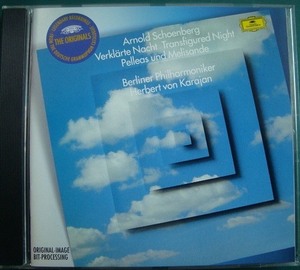 Arnold Schoenberg
Verklärte Nacht · Transfigured Night
Pelleas und Melisande
Berliner Philharmoniker
Herbert von Karajan
THE ORIGINALS
ORIGINAL-IMAGE
BIT-PROCESSING